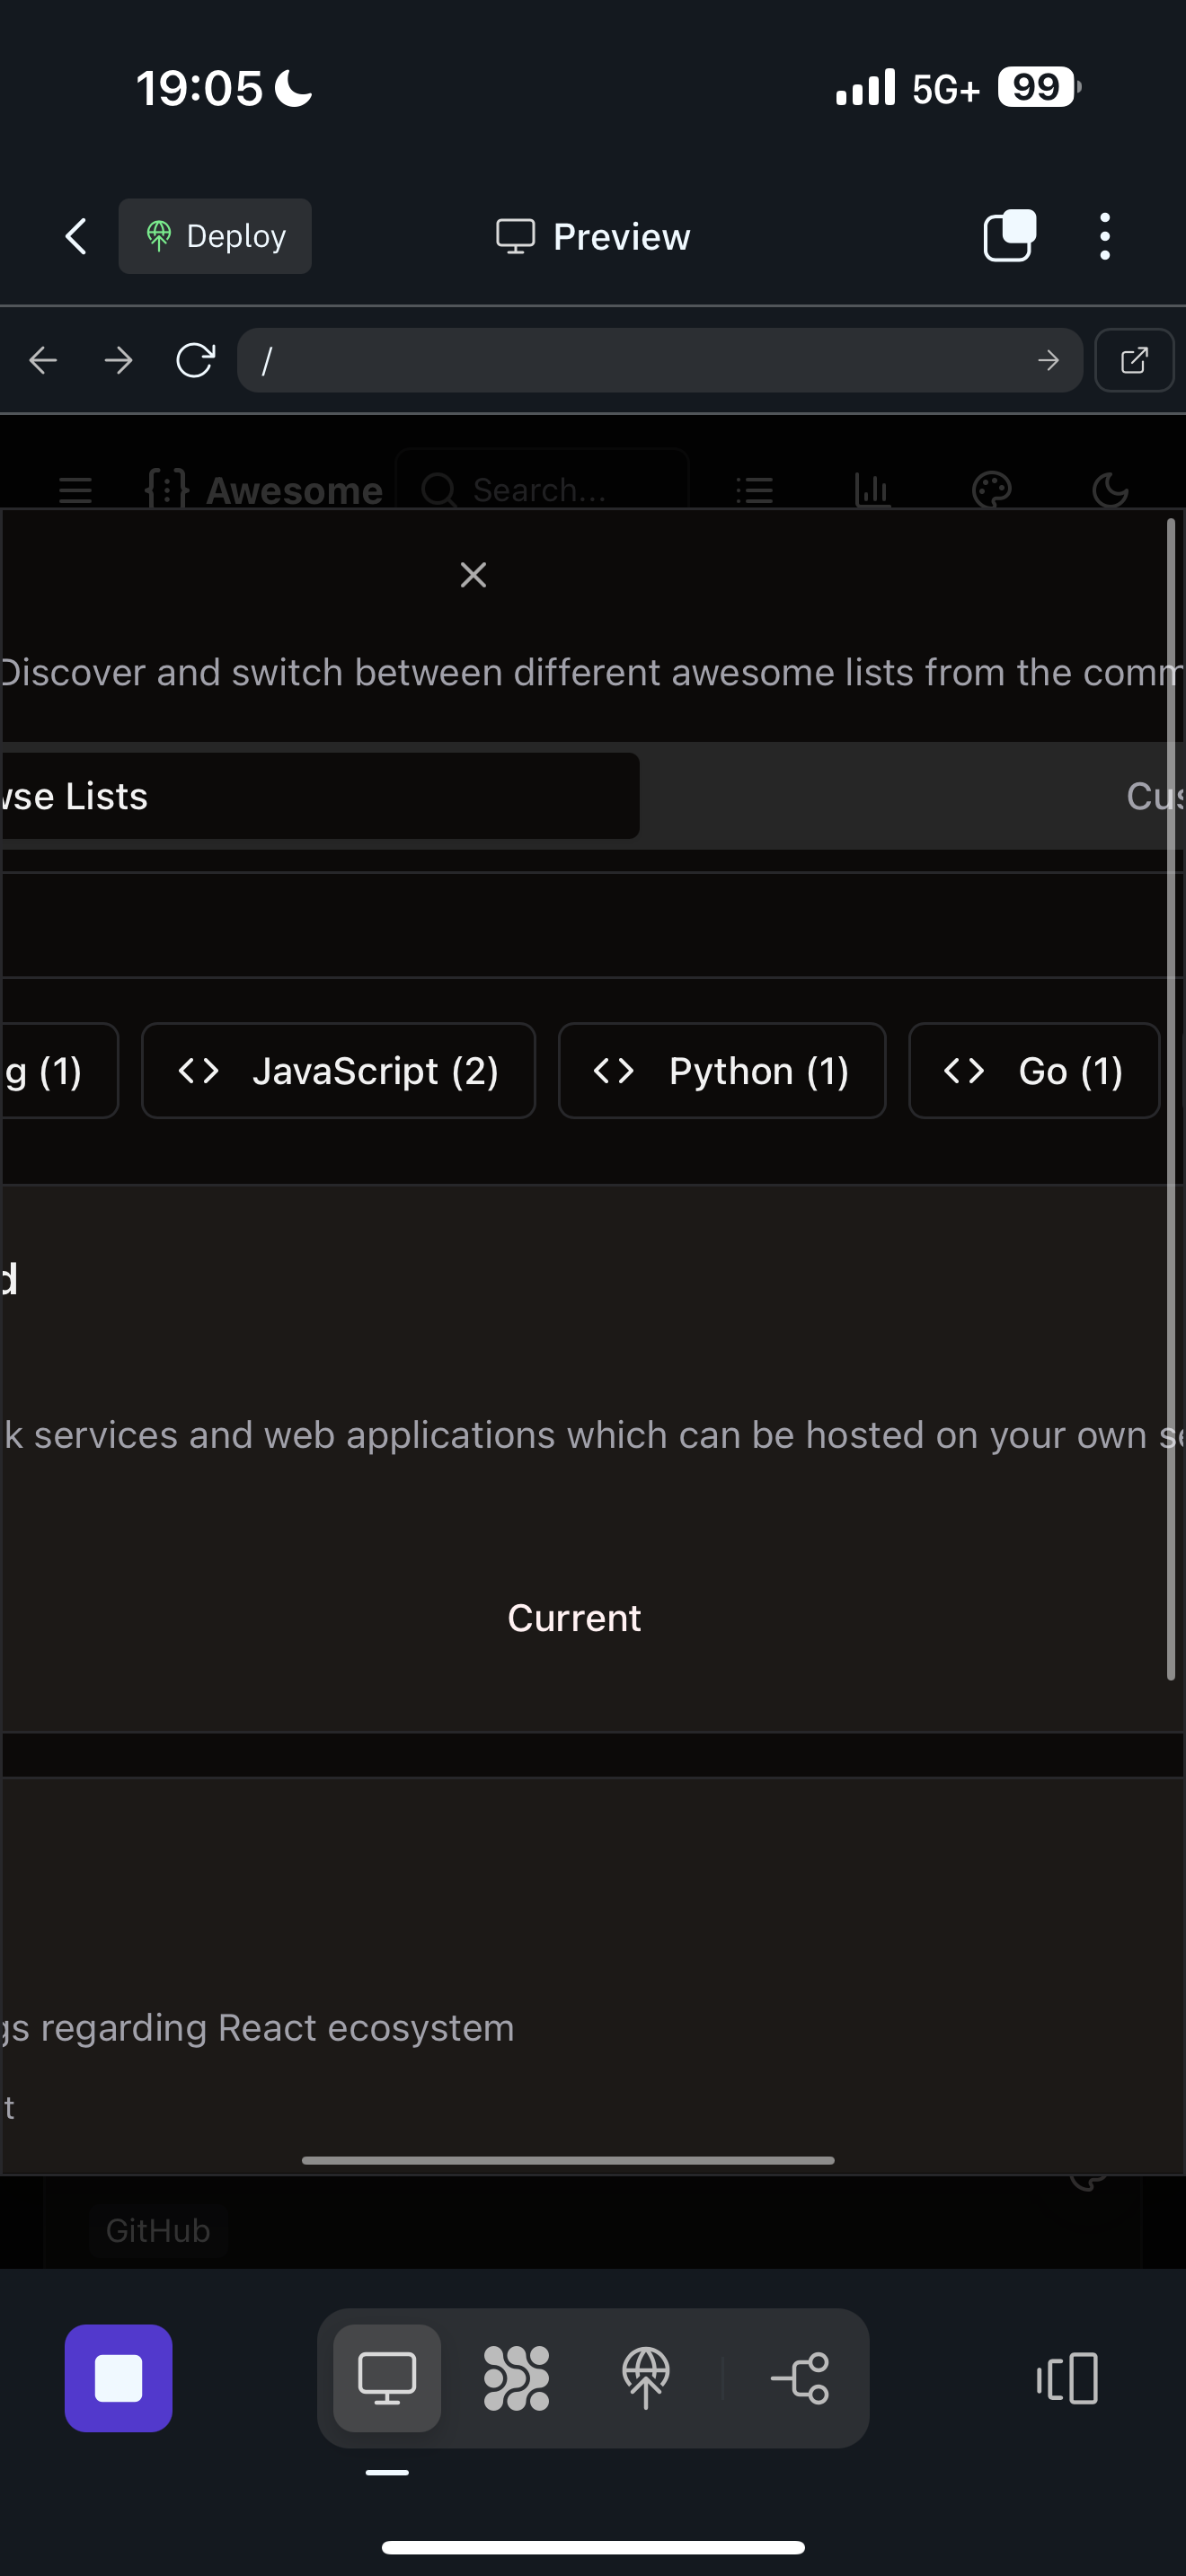 19:05
5G+ 99
Deploy
Preview
/
Awesome
Search...
Discover and switch between different awesome lists from the comm
wse Lists
Cus
g (1)
JavaScript (2)
Python (1)
Go (1)
d
k services and web applications which can be hosted on your own se
Current
gs regarding React ecosystem
t
GitHub